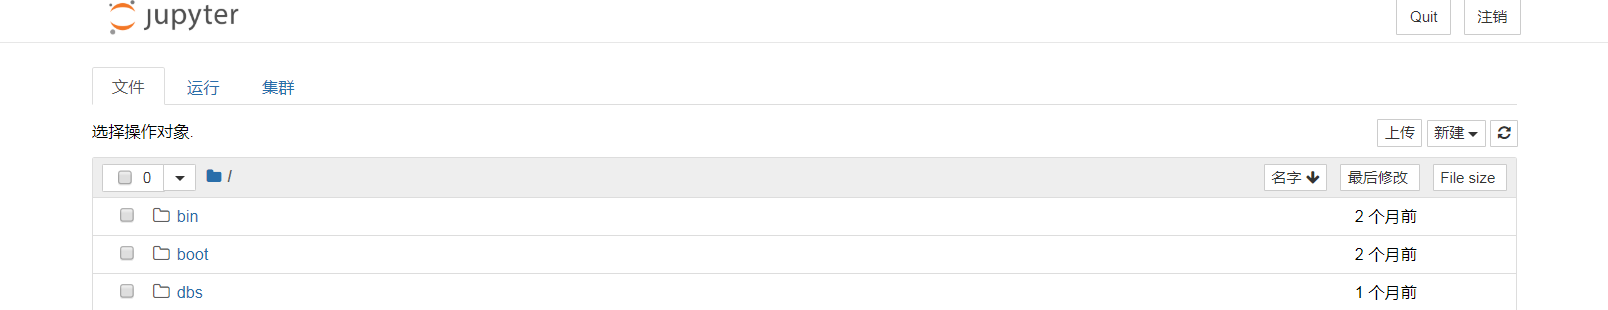 jupyter
Quit 注销
文件 运行 集群
选择操作对象.
上传 新建
0 / 名字 最后修改 File size
bin 2 个月前
boot 2 个月前
dbs 1 个月前